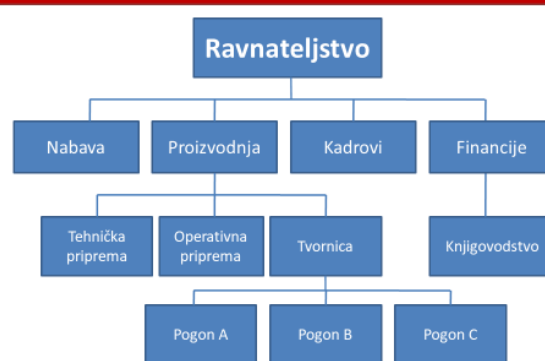 Ravnateljstvo
Nabava
Proizvodnja
Kadrovi
Financije
Tehnička
priprema
Operativna
priprema
Tvornica
Knjigovodstvo
Pogon A
Pogon B
Pogon C